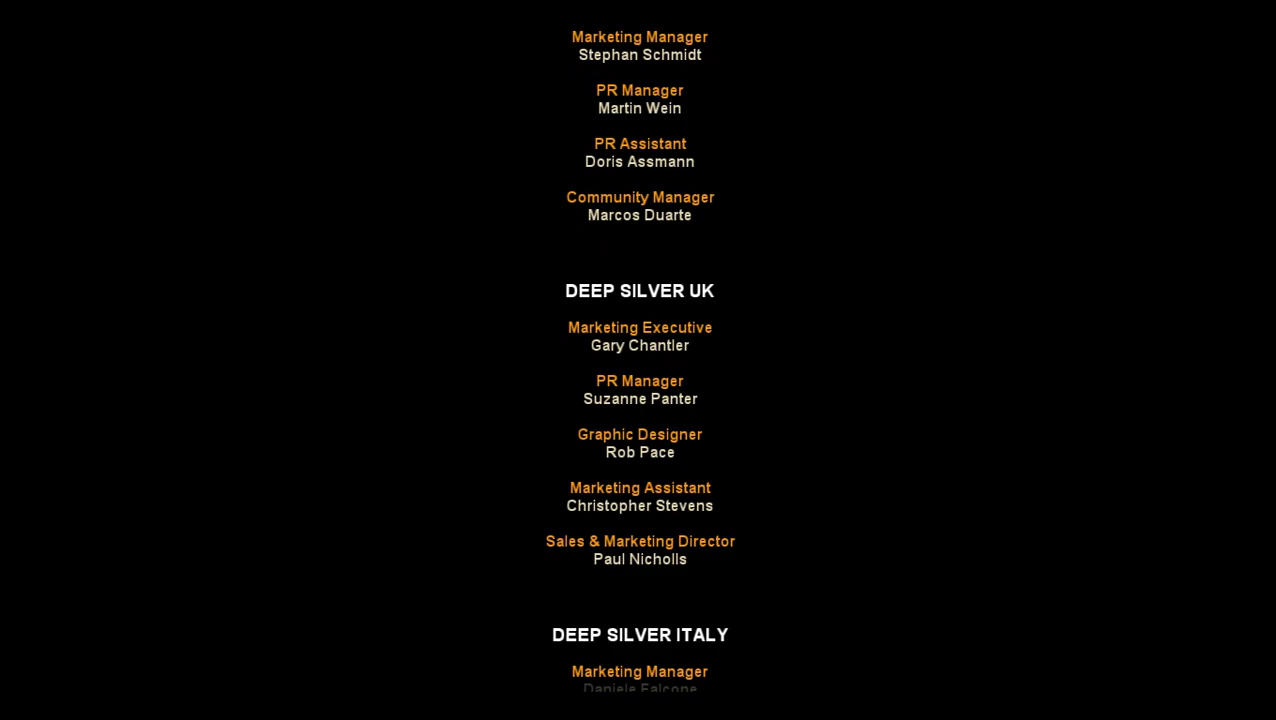 Marketing Manager
Stephan Schmidt
PR Manager
Martin Wein
PR Assistant
Doris Assmann
Community Manager
Marcos Duarte
DEEP SILVER UK
Marketing Executive
Gary Chantler
PR Manager
Suzanne Panter
Graphic Designer
Rob Pace
Marketing Assistant
Christopher Stevens
Sales & Marketing Director
Paul Nicholls
DEEP SILVER ITALY
Marketing Manager
Daniele Falcone